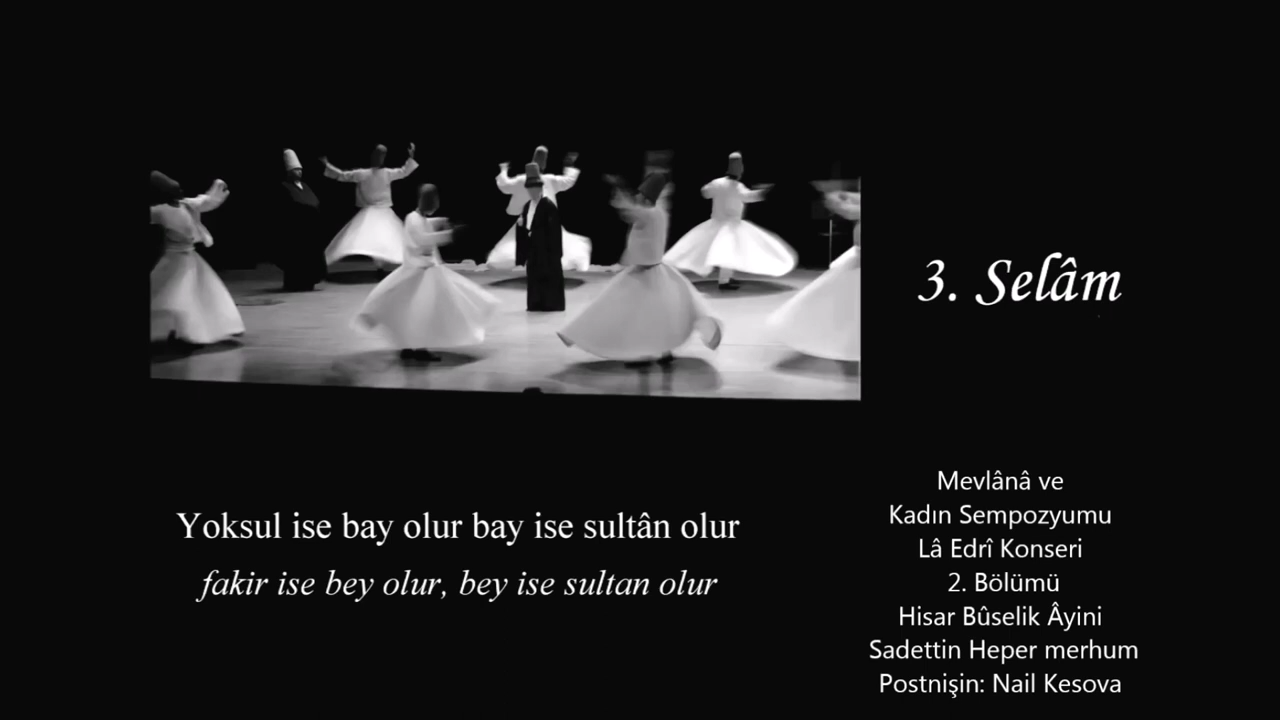 3. Selâm
Yoksul ise bay olur bay ise sultân olur
fakir ise bey olur, bey ise sultan olur
Mevlânâ ve
Kadın Sempozyumu
Lâ Edrî Konseri
2. Bölümü
Hisar Bûselik Âyini
Sadettin Heper merhum
Postnişin: Nail Kesova